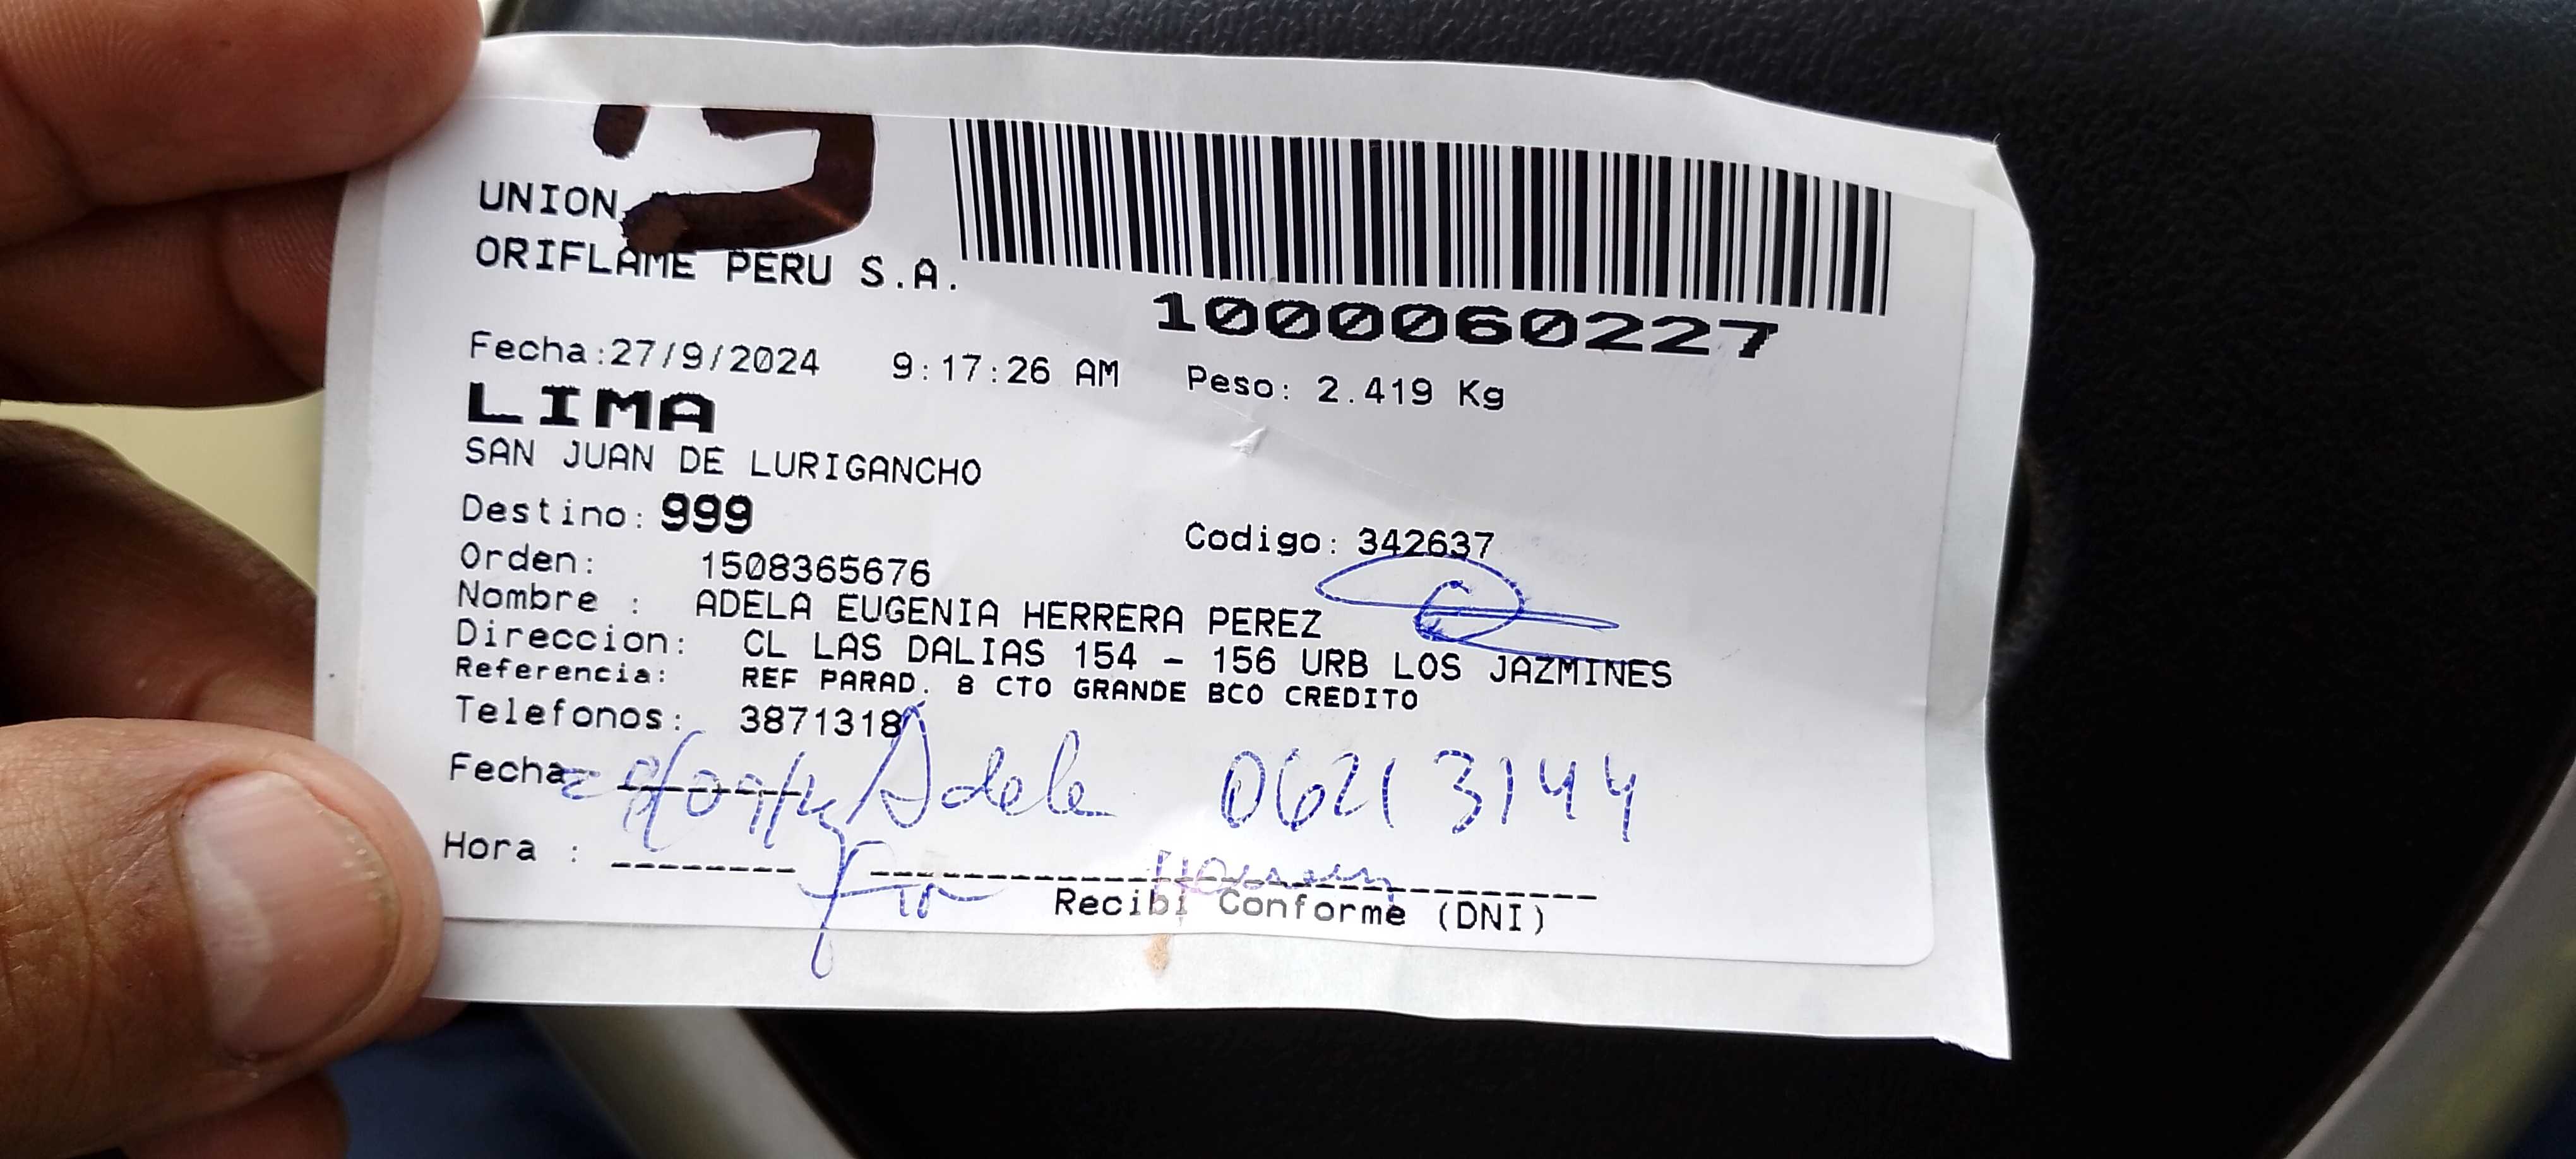 UNION
ORIFLAME PERU S.A.
1000060227
Fecha:27/9/2024 9:17:26 AM Peso: 2.419 Kg
LIMA
SAN JUAN DE LURIGANCHO
Destino: 999
Codigo: 342637
Orden: 1508365676
Nombre : ADELA EUGENIA HERRERA PEREZ
Direccion: CL LAS DALIAS 154 - 156 URB LOS JAZMINES
Referencia: REF PARAD. 8 CTO GRANDE BCO CREDITO
Telefonos: 3871318
Fecha Adela 06213144
Hora :
Recibi Conforme (DNI)